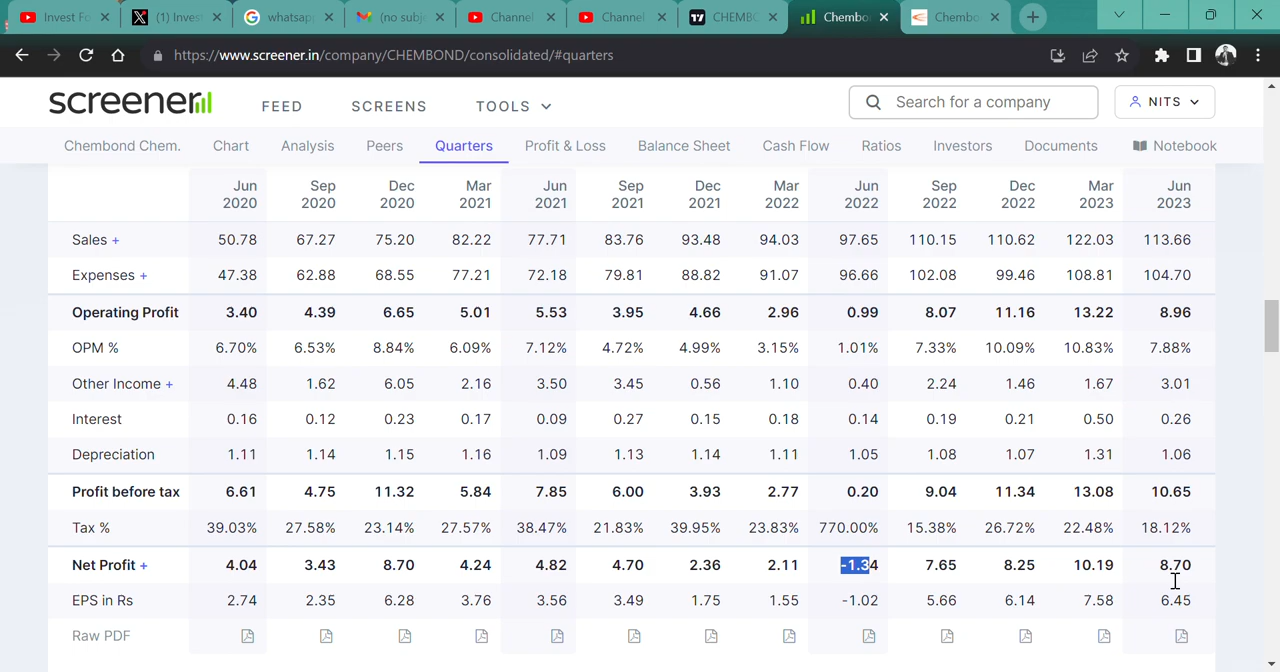 Invest Fo
(1) Invest
whatsapp
(no subje
Channel
Channel
CHEMBO
Chembo
Chembo
https://www.screener.in/company/CHEMBOND/consolidated/#quarters
screener
FEED SCREENS TOOLS
Search for a company
NITS
Chembond Chem. Chart Analysis Peers Quarters Profit & Loss Balance Sheet Cash Flow Ratios Investors Documents Notebook
Jun Sep Dec Mar Jun Sep Dec Mar Jun Sep Dec Mar Jun
2020 2020 2020 2021 2021 2021 2021 2022 2022 2022 2022 2023 2023
Sales + 50.78 67.27 75.20 82.22 77.71 83.76 93.48 94.03 97.65 110.15 110.62 122.03 113.66
Expenses + 47.38 62.88 68.55 77.21 72.18 79.81 88.82 91.07 96.66 102.08 99.46 108.81 104.70
Operating Profit 3.40 4.39 6.65 5.01 5.53 3.95 4.66 2.96 0.99 8.07 11.16 13.22 8.96
OPM % 6.70% 6.53% 8.84% 6.09% 7.12% 4.72% 4.99% 3.15% 1.01% 7.33% 10.09% 10.83% 7.88%
Other Income + 4.48 1.62 6.05 2.16 3.50 3.45 0.56 1.10 0.40 2.24 1.46 1.67 3.01
Interest 0.16 0.12 0.23 0.17 0.09 0.27 0.15 0.18 0.14 0.19 0.21 0.50 0.26
Depreciation 1.11 1.14 1.15 1.16 1.09 1.13 1.14 1.11 1.05 1.08 1.07 1.31 1.06
Profit before tax 6.61 4.75 11.32 5.84 7.85 6.00 3.93 2.77 0.20 9.04 11.34 13.08 10.65
Tax % 39.03% 27.58% 23.14% 27.57% 38.47% 21.83% 39.95% 23.83% 770.00% 15.38% 26.72% 22.48% 18.12%
Net Profit + 4.04 3.43 8.70 4.24 4.82 4.70 2.36 2.11 -1.34 7.65 8.25 10.19 8.70
EPS in Rs 2.74 2.35 6.28 3.76 3.56 3.49 1.75 1.55 -1.02 5.66 6.14 7.58 6.45
Raw PDF